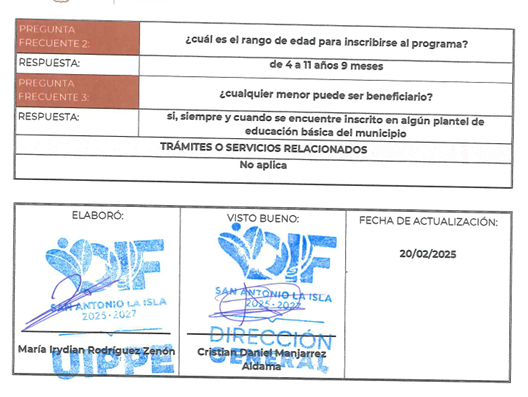 PREGUNTA
FRECUENTE 2:
¿cuál es el rango de edad para inscribirse al programa?
RESPUESTA:
de 4 a 11 años 9 meses
PREGUNTA
FRECUENTE 3:
¿cualquier menor puede ser beneficiario?
RESPUESTA:
si, siempre y cuando se encuentre inscrito en algún plantel de
educación básica del municipio
TRÁMITES O SERVICIOS RELACIONADOS
No aplica
ELABORÓ:
DIF
SAN ANTONIO LA ISLA
2025-2027
María Irydian Rodríguez Zenón
UIPPE
VISTO BUENO:
DIF
SAN ANTONIO LA ISLA
2025-2027
DIRECCIÓN
GENERAL
Cristian Daniel Manjarrez
Aldama
FECHA DE ACTUALIZACIÓN:
20/02/2025